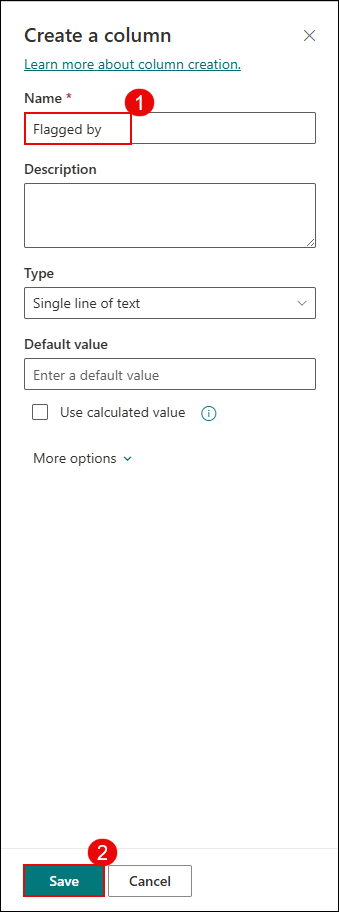 Create a column
Learn more about column creation.
Name *
1
Flagged by
Description
Type
Single line of text
Default value
Enter a default value
Use calculated value
More options
2
Save Cancel